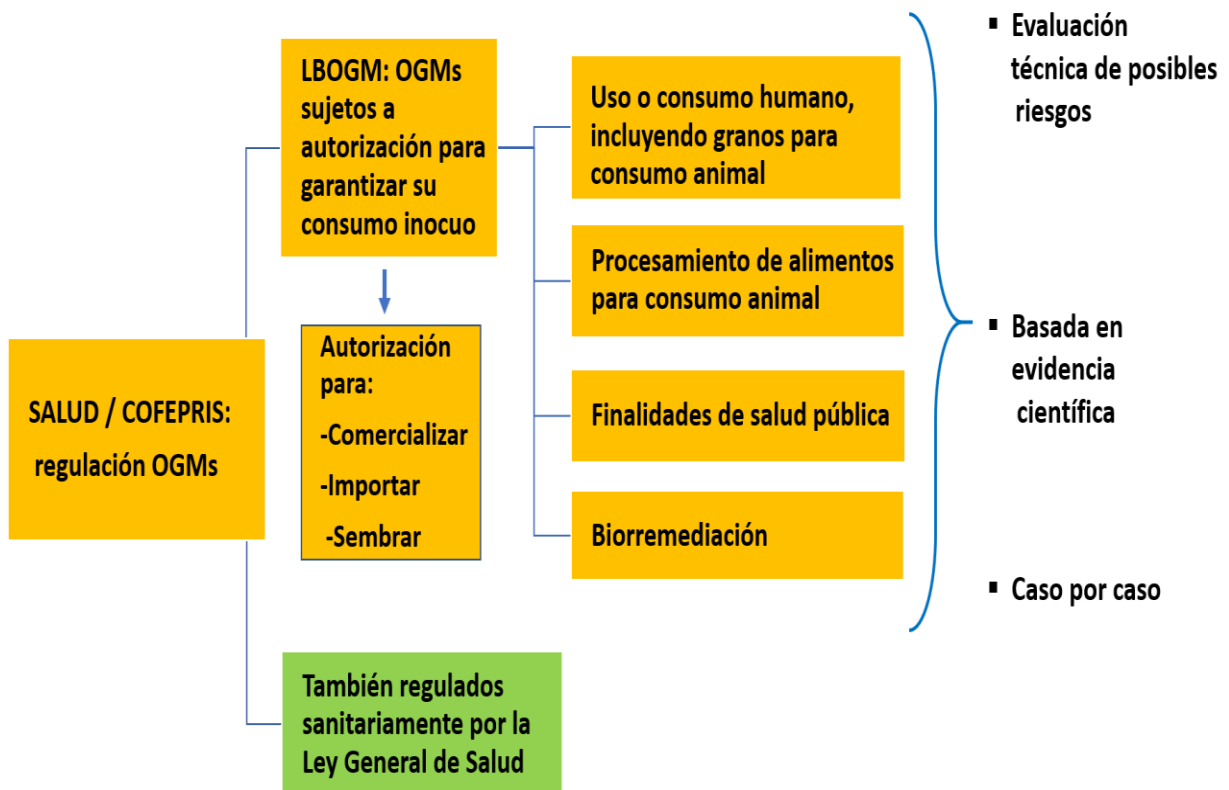 SALUD / COFEPRIS:
regulación OGMs
LBOGM: OGMs
sujetos a
autorización para
garantizar su
consumo inocuo
Autorización
para:
-Comercializar
-Importar
-Sembrar
También regulados
sanitariamente por la
Ley General de Salud
Uso o consumo humano,
incluyendo granos para
consumo animal
Procesamiento de alimentos
para consumo animal
Finalidades de salud pública
Biorremediación
▪ Evaluación
técnica de posibles
riesgos
▪ Basada en
evidencia
científica
▪ Caso por caso